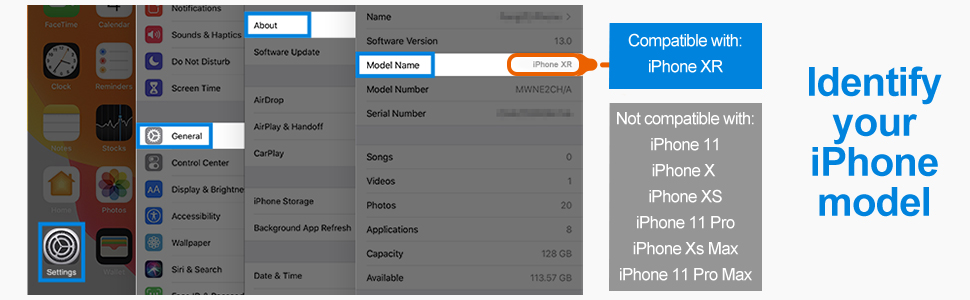 FaceTime
Calendar
Clock
Reminders
Notes
Stocks
Home
Photos
Settings
Wallet
Notifications
Sounds & Haptics
Do Not Disturb
Screen Time
General
Control Center
Display & Brightne
Accessibility
Wallpaper
Siri & Search
About
Software Update
AirDrop
AirPlay & Handoff
CarPlay
iPhone Storage
Background App Refresh
Date & Time
Name
Software Version 13.0
Model Name iPhone XR
Model Number MWNE2CH/A
Serial Number
Songs 0
Videos 1
Photos 20
Applications 8
Capacity 128 GB
Available 113.57 GB
Compatible with:
iPhone XR
Not compatible with:
iPhone 11
iPhone X
iPhone XS
iPhone 11 Pro
iPhone Xs Max
iPhone 11 Pro Max
Identify
your
iPhone
model